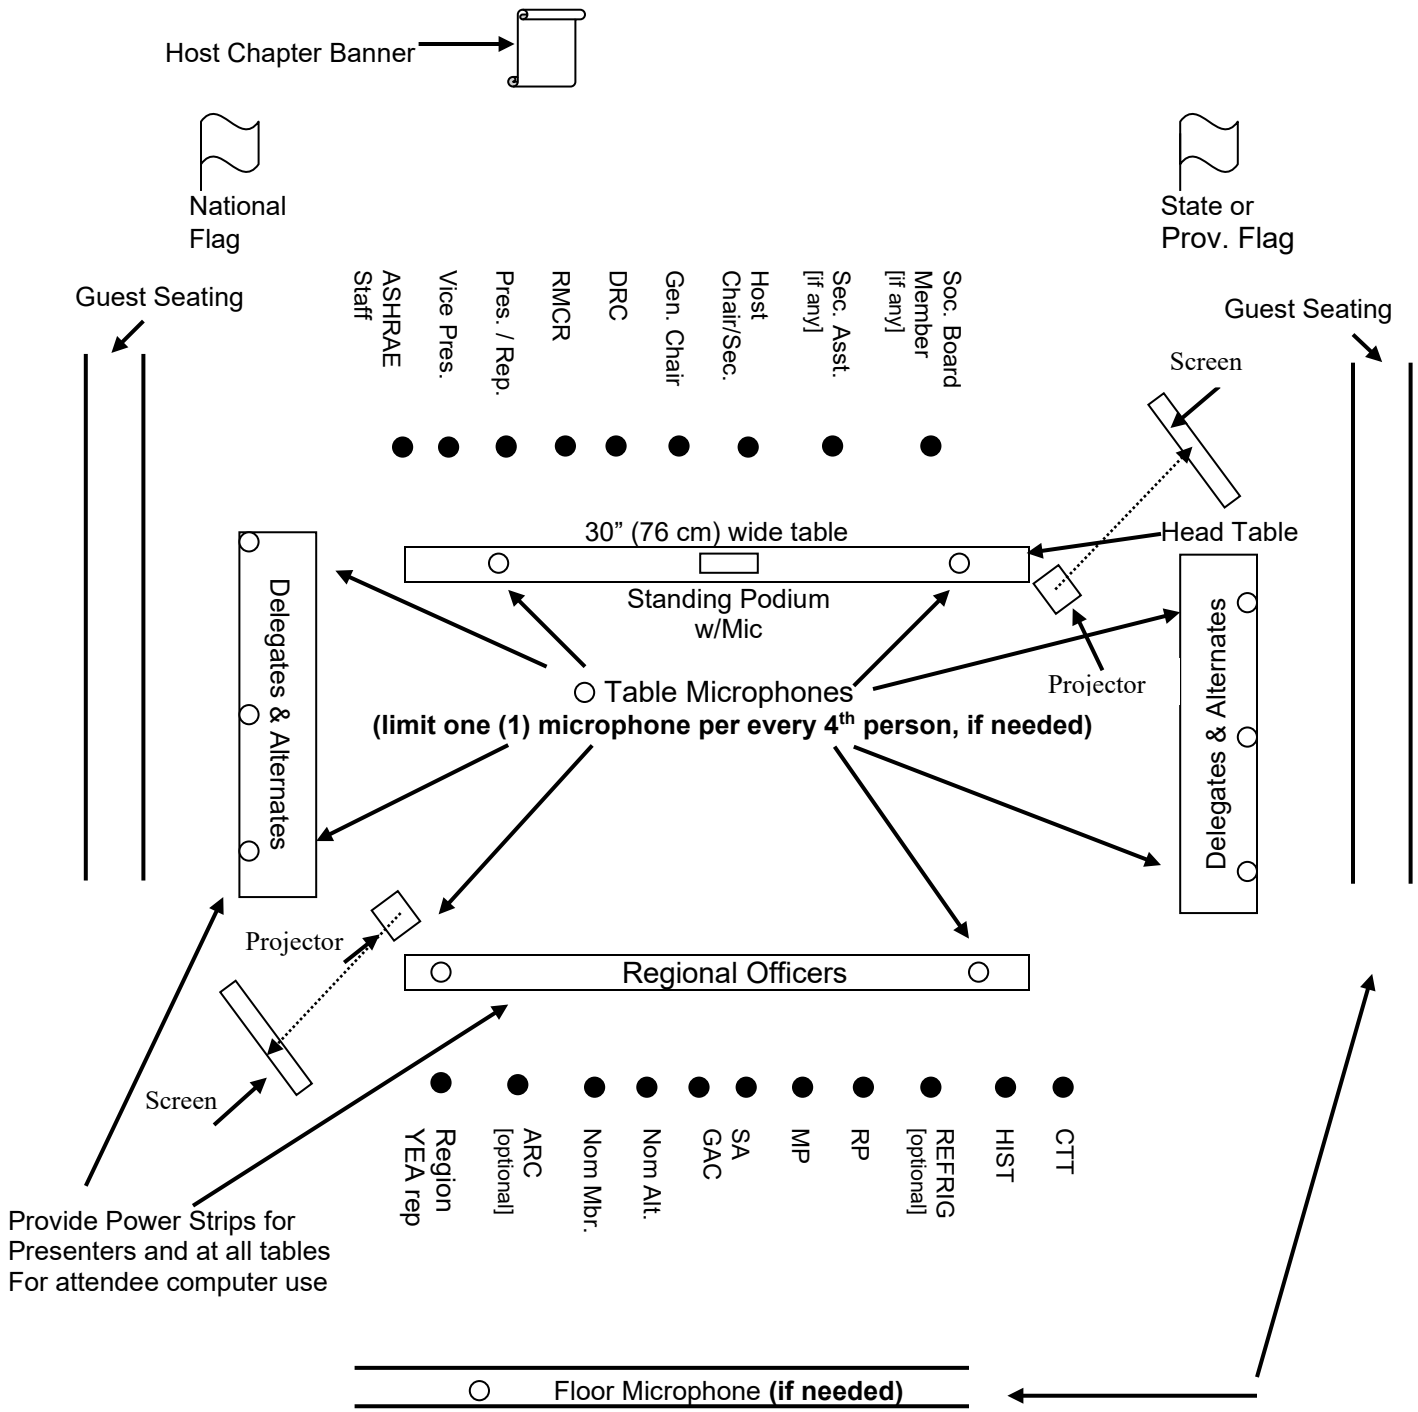 Host Chapter Banner
National
Flag
State or
Prov. Flag
Guest Seating
ASHRAE
Staff
Vice Pres.
Pres. / Rep.
RMCR
DRC
Gen. Chair
Host
Chair/Sec.
Sec. Asst.
[if any]
Soc. Board
Member
[if any]
Guest Seating
Screen
30” (76 cm) wide table
Head Table
Standing Podium
w/Mic
Delegates & Alternates
Table Microphones
(limit one (1) microphone per every 4th person, if needed)
Projector
Delegates & Alternates
Projector
Regional Officers
Screen
Region
YEA rep
ARC
[optional]
Nom Mbr.
Nom Alt.
SA
GAC
MP
RP
REFRIG
[optional]
HIST
CTT
Provide Power Strips for
Presenters and at all tables
For attendee computer use
Floor Microphone (if needed)